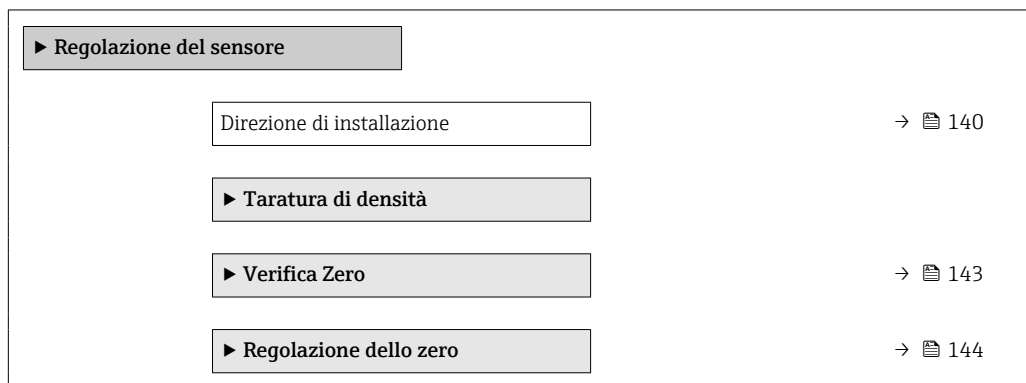 ▶ Regolazione del sensore
Direzione di installazione → 140
▶ Taratura di densità
▶ Verifica Zero → 143
▶ Regolazione dello zero → 144